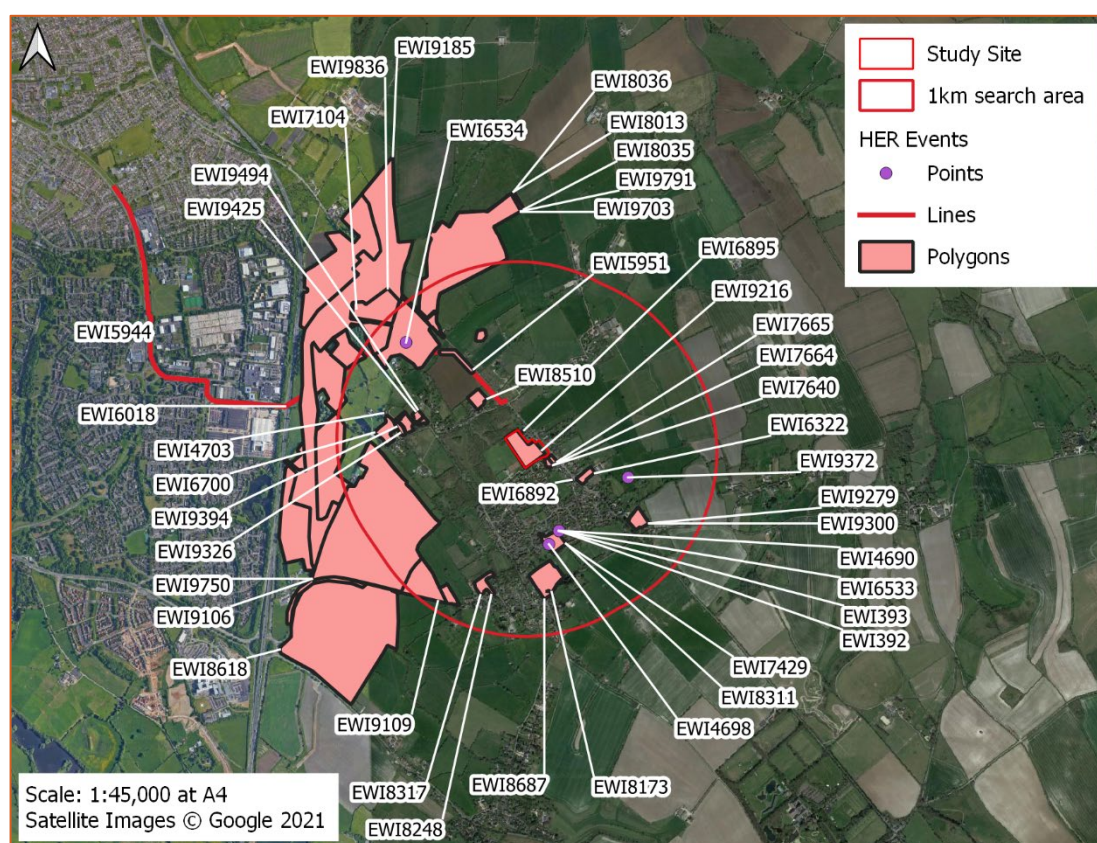 EWI9185
EWI9836
EWI8036
EWI7104
EWI8013
EWI6534
EWI8035
EWI9494
EWI9791
EWI9425
EWI9703
EWI6895
EWI5951
EWI9216
EWI7665
EWI5944
EWI7664
EWI8510
EWI7640
EWI6018
EWI6322
EWI4703
EWI9372
EWI6700
EWI6892
EWI9279
EWI9394
EWI9300
EWI9326
EWI4690
EWI9750
EWI6533
EWI9106
EWI393
EWI392
EWI8618
EWI7429
EWI8311
EWI9109
EWI4698
EWI8317
EWI8687
EWI8173
EWI8248
Study Site
1km search area
HER Events
Points
Lines
Polygons
Scale: 1:45,000 at A4
Satellite Images © Google 2021